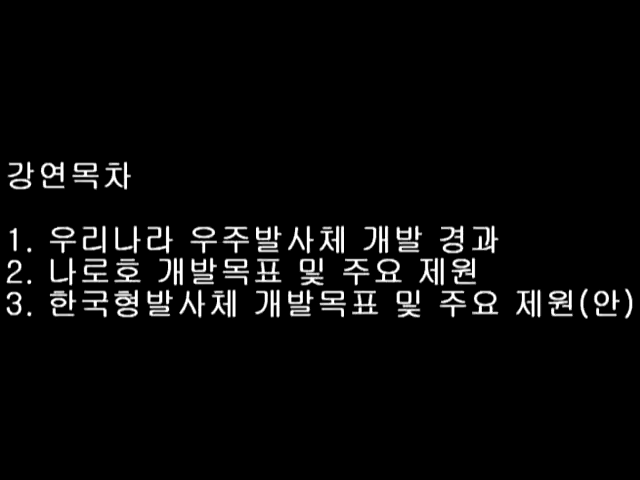 강연목차
1. 우리나라 우주발사체 개발 경과
2. 나로호 개발목표 및 주요 제원
3. 한국형발사체 개발목표 및 주요 제원(안)